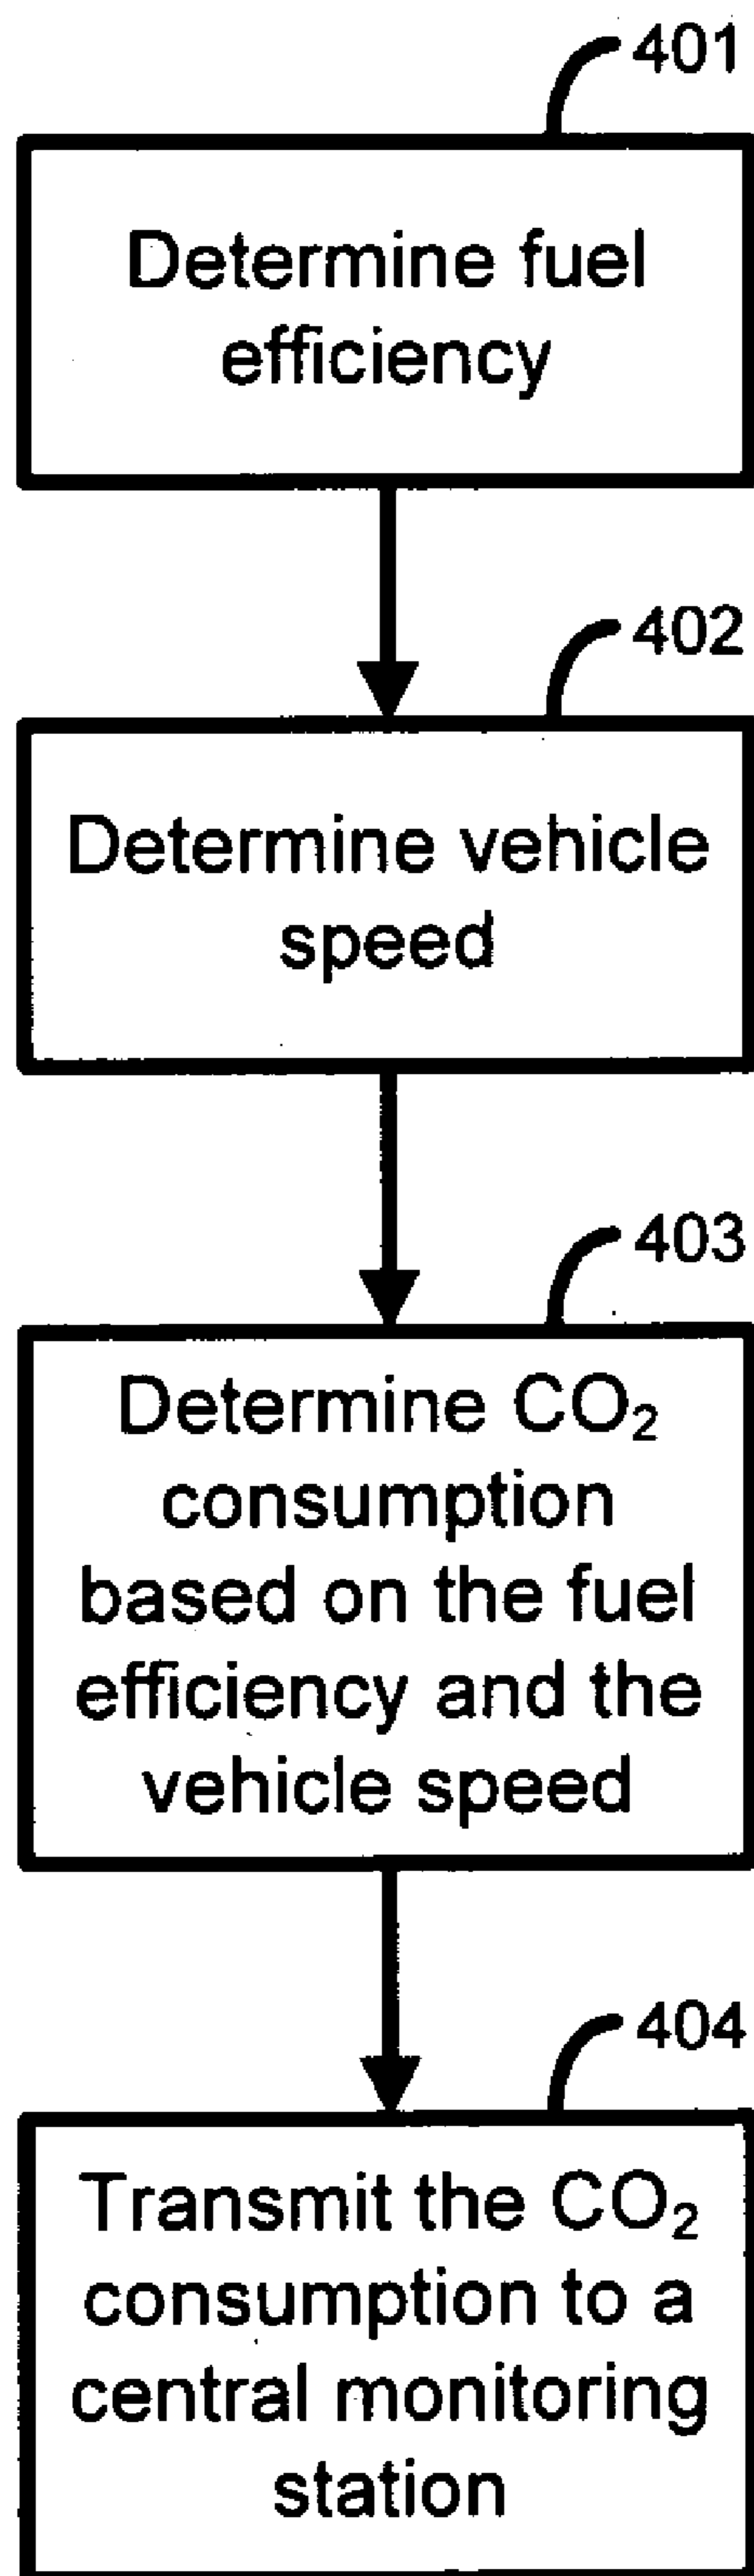 401
Determine fuel
efficiency
402
Determine vehicle
speed
403
Determine CO₂
consumption
based on the fuel
efficiency and the
vehicle speed
404
Transmit the CO₂
consumption to a
central monitoring
station